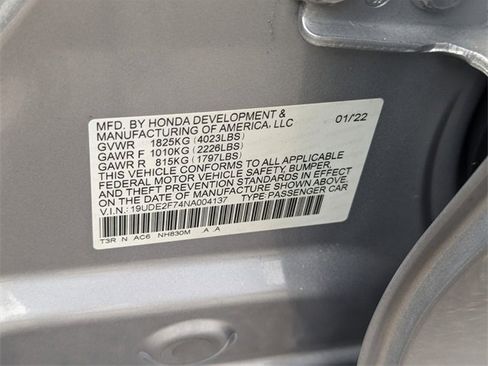 MFD. BY HONDA DEVELOPMENT &
MANUFACTURING OF AMERICA, LLC 01/'22
GVWR 1825KG(4023LBS)
GAWR F 1010KG(2226LBS)
GAWR R 815KG(1797LBS)
THIS VEHICLE CONFORMS TO ALL APPLICABLE
FEDERAL MOTOR VEHICLE SAFETY, BUMPER,
AND THEFT PREVENTION STANDARDS IN EFFECT
ON THE DATE OF MANUFACTURE SHOWN ABOVE.
V.I.N.:19UDE2F74NA004137 TYPE:PASSENGER CAR
T3R N AC6 NH830M A A